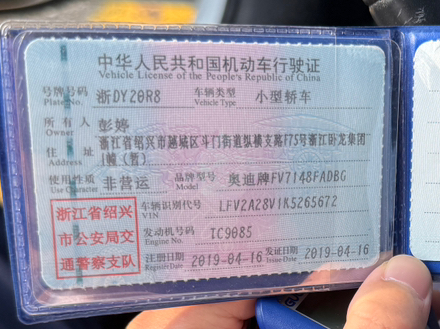 中华人民共和国机动车行驶证
Vehicle License of the People's Republic of China
号牌号码 浙DY20R8 车辆类型 小型轿车
Plate No. Vehicle Type
所有人 彭婷
Owner
住址 浙江省绍兴市越城区斗门街道纵横支路F75号浙江卧龙集团
Address 1幢(暂)
使用性质 非营运 品牌型号 奥迪牌FV7148FADBG
Use Character Model
浙江省绍兴
市公安局交
通警察支队
车辆识别代号 LFV2A28V1K5265672
VIN
发动机号码 IC9085
Engine No.
注册日期 2019-04-16 发证日期 2019-04-16
Register Date Issue Date